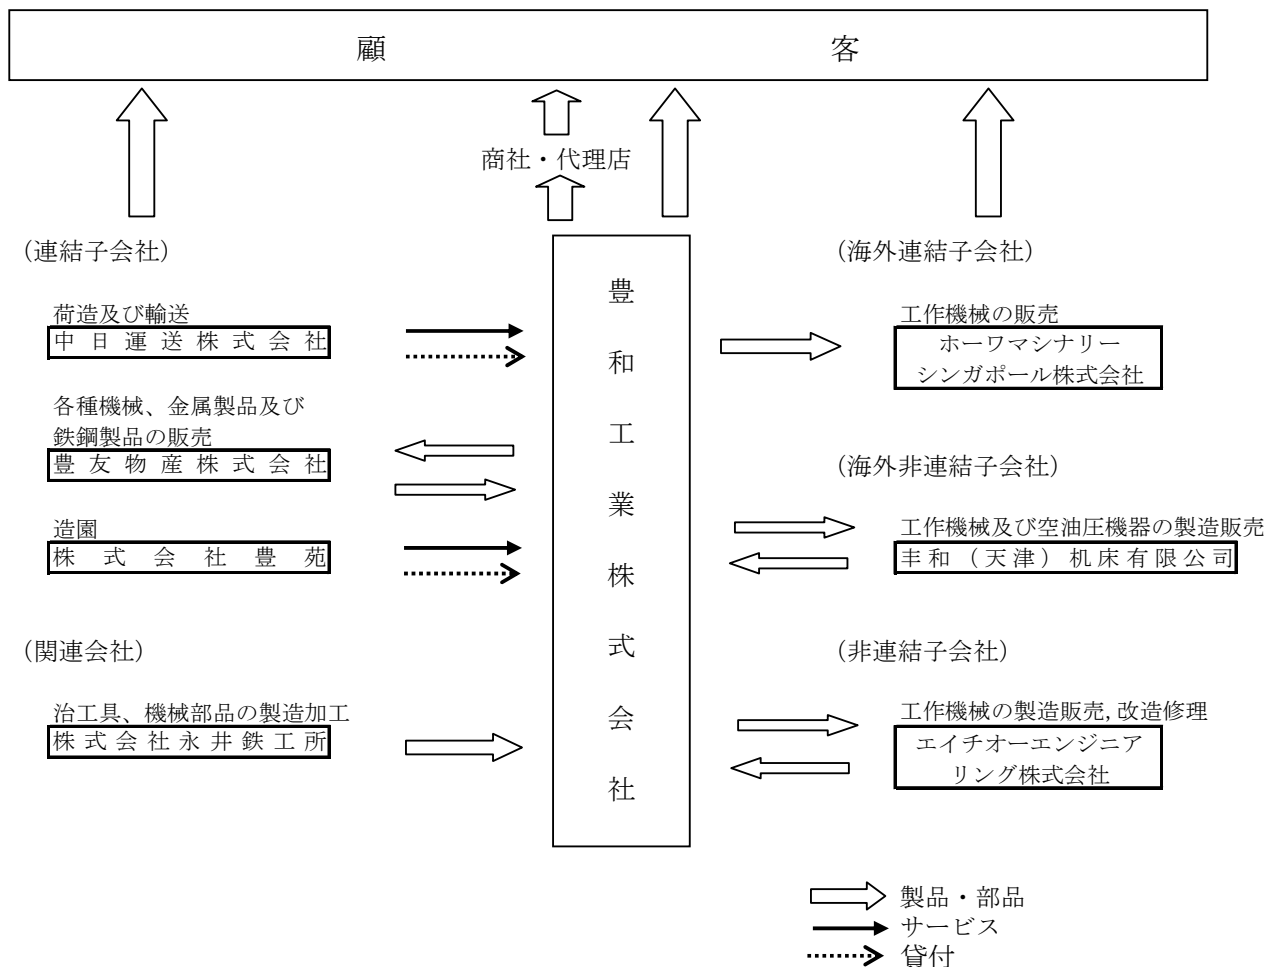 顧客
商社・代理店
(連結子会社)
荷造及び輸送
中日運送株式会社
各種機械、金属製品及び
鉄鋼製品の販売
豊友物産株式会社
造園
株式会社豊苑
(関連会社)
治工具、機械部品の製造加工
株式会社永井鉄工所
豊和工業株式会社
(海外連結子会社)
工作機械の販売
ホーワマシナリー
シンガポール株式会社
(海外非連結子会社)
工作機械及び空油圧機器の製造販売
丰和(天津)机床有限公司
(非連結子会社)
工作機械の製造販売,改造修理
エイチオーエンジニア
リング株式会社
製品・部品
サービス
貸付